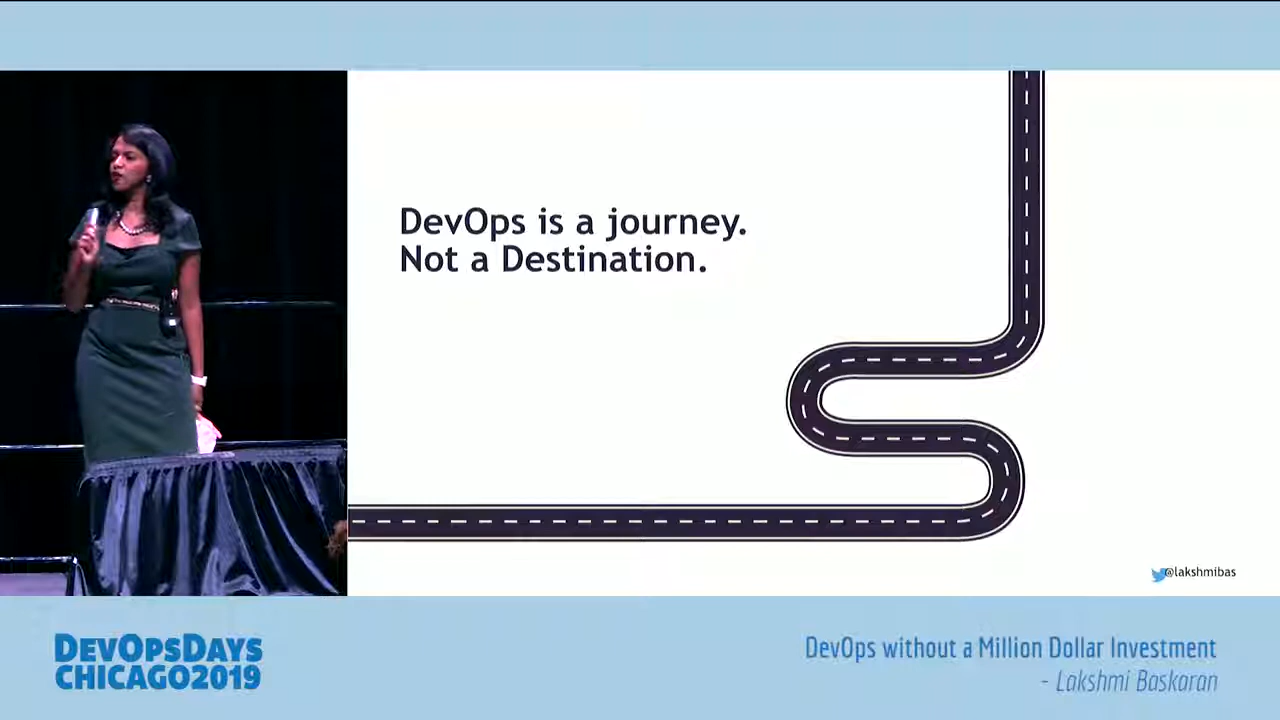 DevOps is a journey.
Not a Destination.
@lakshmibas
DEVOPSDAYS
CHICAGO2019
DevOps without a Million Dollar Investment
- Lakshmi Baskaran